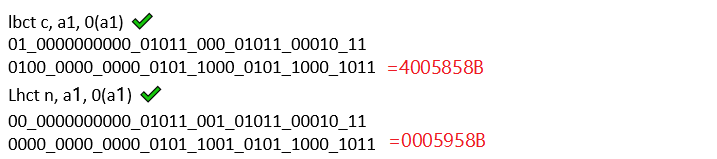 lbct c, a1, 0(a1)
01_0000000000_01011_000_01011_00010_11
0100_0000_0000_0101_1000_0101_1000_1011 =4005858B
Lhct n, a1, 0(a1)
00_0000000000_01011_001_01011_00010_11
0000_0000_0000_0101_1001_0101_1000_1011 =0005958B